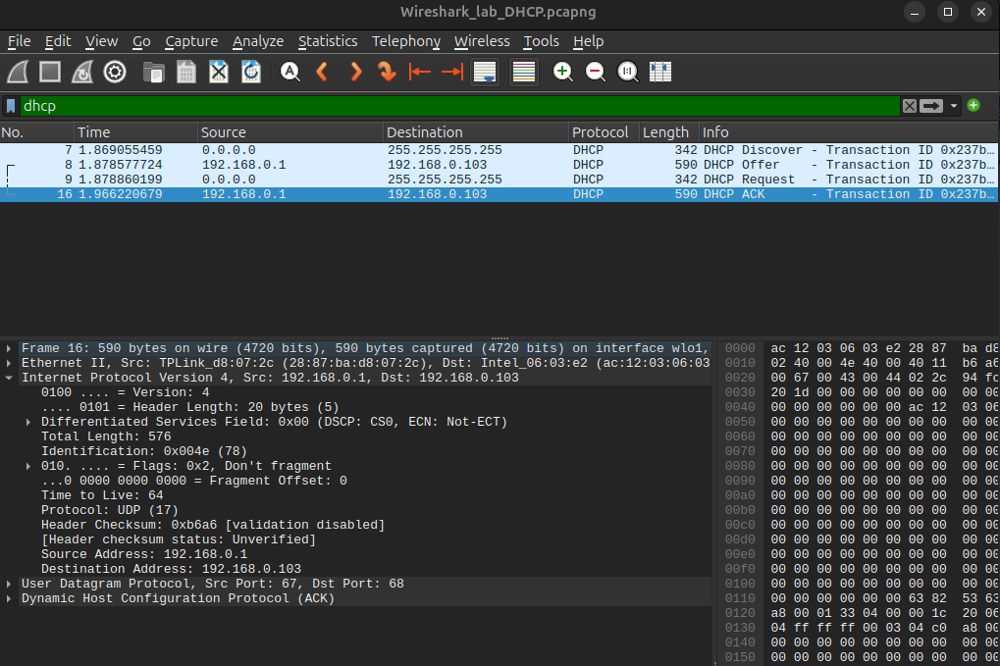 Wireshark_lab_DHCP.pcapng
File Edit View Go Capture Analyze Statistics Telephony Wireless Tools Help
dhcp
No. Time Source Destination Protocol Length Info
7 1.869055459 0.0.0.0 255.255.255.255 DHCP 342 DHCP Discover - Transaction ID 0x237b…
8 1.878577724 192.168.0.1 192.168.0.103 DHCP 590 DHCP Offer - Transaction ID 0x237b…
9 1.878860199 0.0.0.0 255.255.255.255 DHCP 342 DHCP Request - Transaction ID 0x237b…
16 1.966220679 192.168.0.1 192.168.0.103 DHCP 590 DHCP ACK - Transaction ID 0x237b…
Frame 16: 590 bytes on wire (4720 bits), 590 bytes captured (4720 bits) on interface wlo1,
Ethernet II, Src: TPLink_d8:07:2c (28:87:ba:d8:07:2c), Dst: Intel_06:03:e2 (ac:12:03:06:03
Internet Protocol Version 4, Src: 192.168.0.1, Dst: 192.168.0.103
0100 .... = Version: 4
.... 0101 = Header Length: 20 bytes (5)
Differentiated Services Field: 0x00 (DSCP: CS0, ECN: Not-ECT)
Total Length: 576
Identification: 0x004e (78)
010. .... = Flags: 0x2, Don't fragment
...0 0000 0000 0000 = Fragment Offset: 0
Time to Live: 64
Protocol: UDP (17)
Header Checksum: 0xb6a6 [validation disabled]
[Header checksum status: Unverified]
Source Address: 192.168.0.1
Destination Address: 192.168.0.103
User Datagram Protocol, Src Port: 67, Dst Port: 68
Dynamic Host Configuration Protocol (ACK)
0000 ac 12 03 06 03 e2 28 87 ba d8
0010 02 40 00 4e 40 00 40 11 b6 a6
0020 00 67 00 43 00 44 02 2c 94 fc
0030 20 1d 00 00 00 00 00 00 00 00
0040 00 00 00 00 00 00 ac 12 03 06
0050 00 00 00 00 00 00 00 00 00 00
0060 00 00 00 00 00 00 00 00 00 00
0070 00 00 00 00 00 00 00 00 00 00
0080 00 00 00 00 00 00 00 00 00 00
0090 00 00 00 00 00 00 00 00 00 00
00a0 00 00 00 00 00 00 00 00 00 00
00b0 00 00 00 00 00 00 00 00 00 00
00c0 00 00 00 00 00 00 00 00 00 00
00d0 00 00 00 00 00 00 00 00 00 00
00e0 00 00 00 00 00 00 00 00 00 00
00f0 00 00 00 00 00 00 00 00 00 00
0100 00 00 00 00 00 00 00 00 00 00
0110 00 00 00 00 00 00 63 82 53 63
0120 a8 00 01 33 04 00 00 1c 20 06
0130 04 ff ff ff 00 03 04 c0 a8 00
0140 00 00 00 00 00 00 00 00 00 00
0150 00 00 00 00 00 00 00 00 00 00